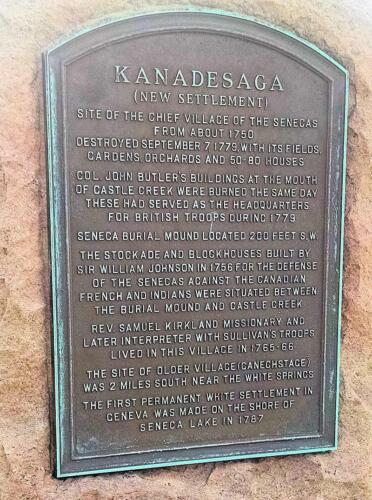 KANADESAGA
(NEW SETTLEMENT)
SITE OF THE CHIEF VILLAGE OF THE SENECAS
FROM ABOUT 1750
DESTROYED SEPTEMBER 7 1779, WITH ITS FIELDS,
GARDENS, ORCHARDS AND 50-80 HOUSES
COL. JOHN BUTLER'S BUILDINGS AT THE MOUTH
OF CASTLE CREEK WERE BURNED THE SAME DAY
THESE HAD SERVED AS THE HEADQUARTERS
FOR BRITISH TROOPS DURING 1779
SENECA BURIAL MOUND LOCATED 200 FEET S.W.
THE STOCKADE AND BLOCKHOUSES BUILT BY
SIR WILLIAM JOHNSON IN 1756 FOR THE DEFENSE
OF THE SENECAS AGAINST THE CANADIAN
FRENCH AND INDIANS WERE SITUATED BETWEEN
THE BURIAL MOUND AND CASTLE CREEK
REV. SAMUEL KIRKLAND MISSIONARY AND
LATER INTERPRETER WITH SULLIVAN'S TROOPS
LIVED IN THIS VILLAGE IN 1765-66
THE SITE OF OLDER VILLAGE (GANECHSTAGE)
WAS 2 MILES SOUTH NEAR THE WHITE SPRINGS
THE FIRST PERMANENT WHITE SETTLEMENT IN
GENEVA WAS MADE ON THE SHORE OF
SENECA LAKE IN 1787